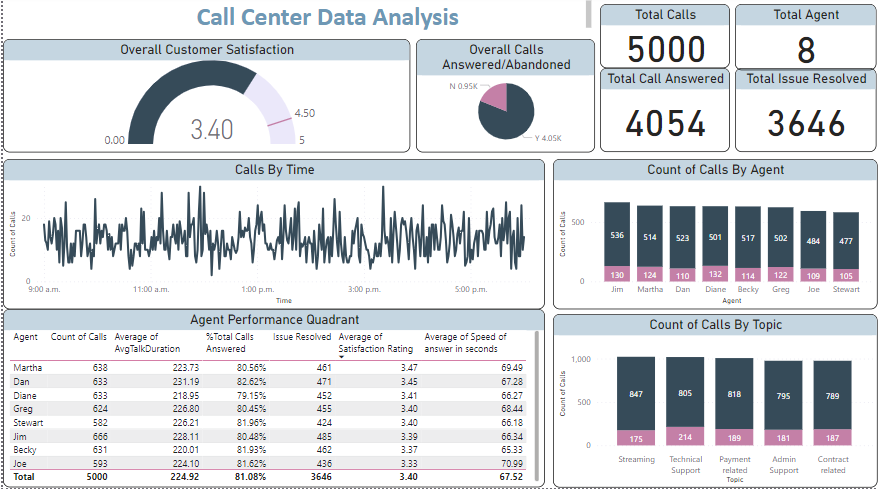 Call Center Data Analysis
Total Calls
5000
Total Agent
8
Overall Customer Satisfaction
0.00
3.40
4.50
5
Overall Calls
Answered/Abandoned
N 0.95K
Y 4.05K
Total Call Answered
4054
Total Issue Resolved
3646
Calls By Time
Count of Calls
20
0
9:00 a.m. 11:00 a.m. 1:00 p.m. 3:00 p.m. 5:00 p.m.
Time
Count of Calls By Agent
Count of Calls
500
0
536 514 523 501 517 502 484 477
130 124 110 132 114 122 109 105
Jim Martha Dan Diane Becky Greg Joe Stewart
Agent
Agent Performance Quadrant
Agent Count of Calls Average of %Total Calls Issue Resolved Average of Average of Speed of
AvgTalkDuration Answered Satisfaction Rating answer in seconds
Martha 638 223.73 80.56% 461 3.47 69.49
Dan 633 231.19 82.62% 471 3.45 67.28
Diane 633 218.95 79.15% 452 3.41 66.27
Greg 624 226.80 80.45% 455 3.40 68.44
Stewart 582 226.21 81.96% 424 3.40 66.18
Jim 666 228.11 80.48% 485 3.39 66.34
Becky 631 220.01 81.93% 462 3.37 65.33
Joe 593 224.10 81.62% 436 3.33 70.99
Total 5000 224.92 81.08% 3646 3.40 67.52
Count of Calls By Topic
Count of Calls
1,000
500
0
847 805 818 795 789
175 214 189 181 187
Streaming Technical Payment Admin Contract
Support related Support related
Topic